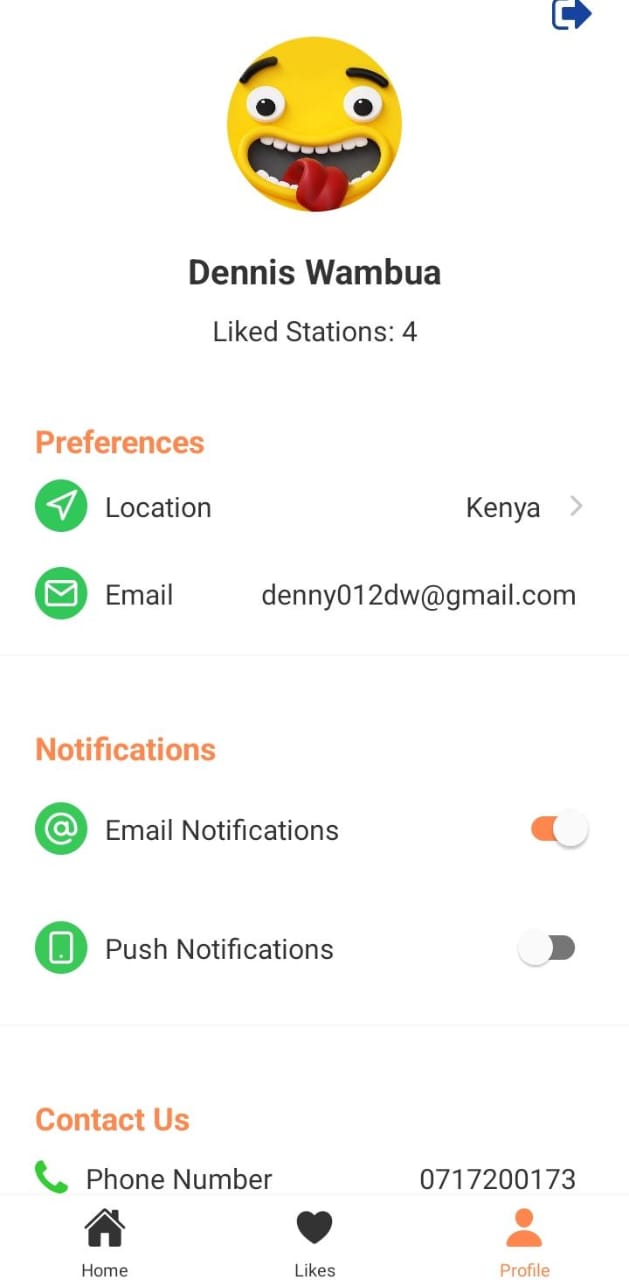 Dennis Wambua
Liked Stations: 4
Preferences
Location Kenya
Email denny012dw@gmail.com
Notifications
Email Notifications
Push Notifications
Contact Us
Phone Number 0717200173
Home Likes Profile